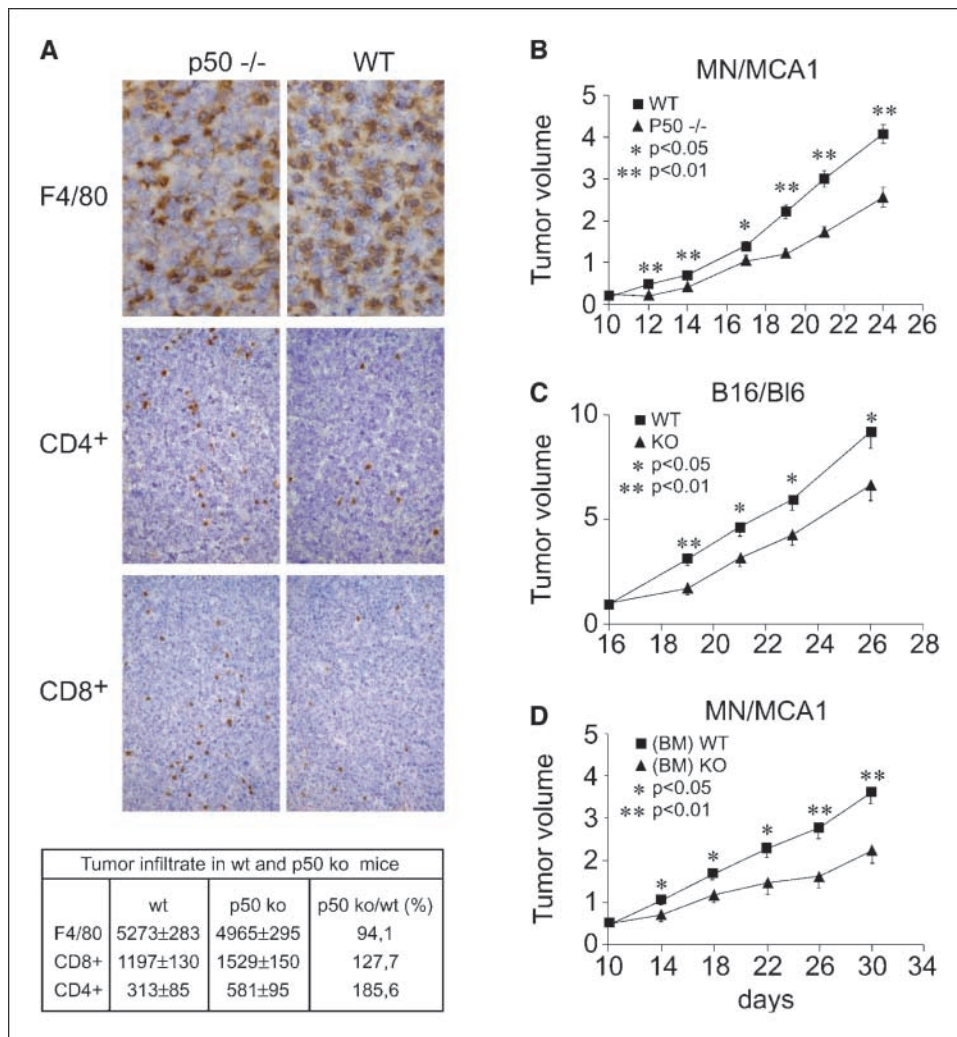 A
p50 -/- WT
F4/80
CD4+
CD8+
Tumor infiltrate in wt and p50 ko mice
wt p50 ko p50 ko/wt (%)
F4/80 5273±283 4965±295 94,1
CD8+ 1197±130 1529±150 127,7
CD4+ 313±85 581±95 185,6
B
MN/MCA1
WT
P50 -/-
* p<0.05
** p<0.01
** ** * ** ** **
Tumor volume
5
4
3
2
1
0
10 12 14 16 18 20 22 24 26
C
B16/Bl6
WT
KO
* p<0.05
** p<0.01
** * * *
Tumor volume
10
5
0
16 18 20 22 24 26 28
D
MN/MCA1
(BM) WT
(BM) KO
* p<0.05
** p<0.01
* * * ** **
Tumor volume
5
4
3
2
1
0
10 14 18 22 26 30 34
days